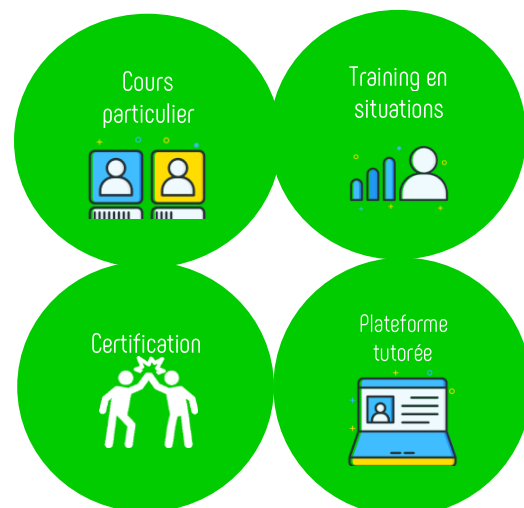 Cours
particulier
Training en
situations
Certification
Plateforme
tutorée